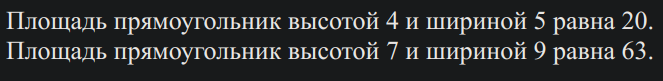 Площадь прямоугольник высотой 4 и шириной 5 равна 20.
Площадь прямоугольник высотой 7 и шириной 9 равна 63.